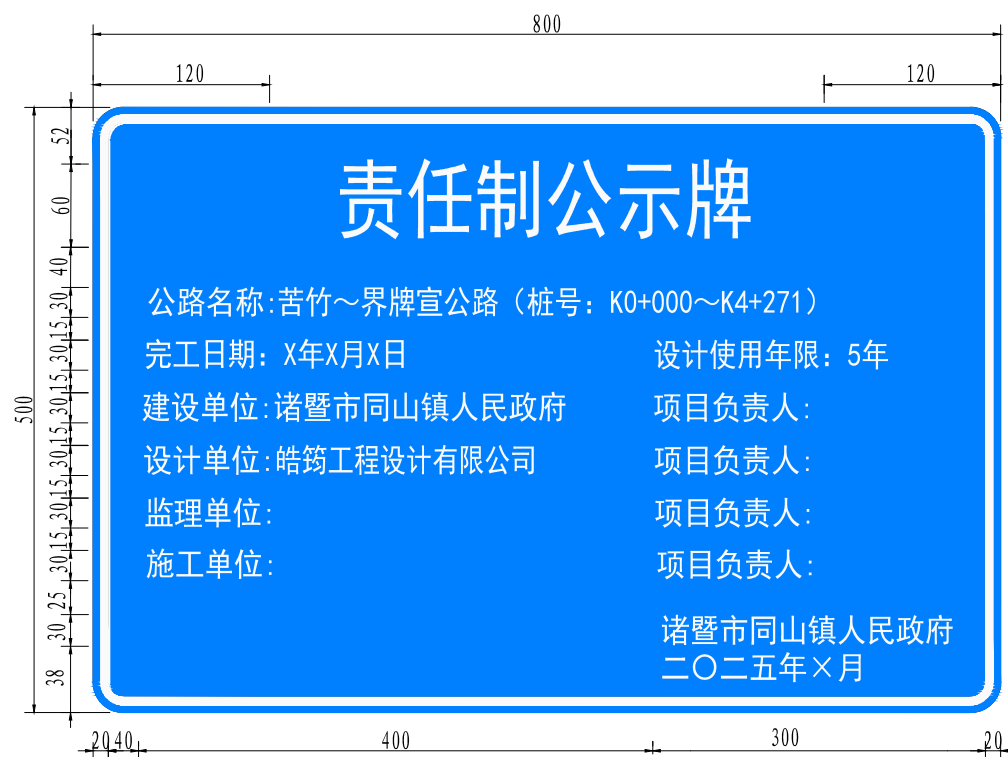 800
120 120
责任制公示牌
公路名称:苦竹～界牌宣公路（桩号：K0+000～K4+271）
完工日期：X年X月X日 设计使用年限：5年
建设单位:诸暨市同山镇人民政府 项目负责人:
设计单位:皓筠工程设计有限公司 项目负责人:
监理单位: 项目负责人:
施工单位: 项目负责人:
诸暨市同山镇人民政府
二〇二五年×月
500
52
60
40
30
15
30
15
30
15
30
15
30
15
30
25
30
38
20 40 400 300 20